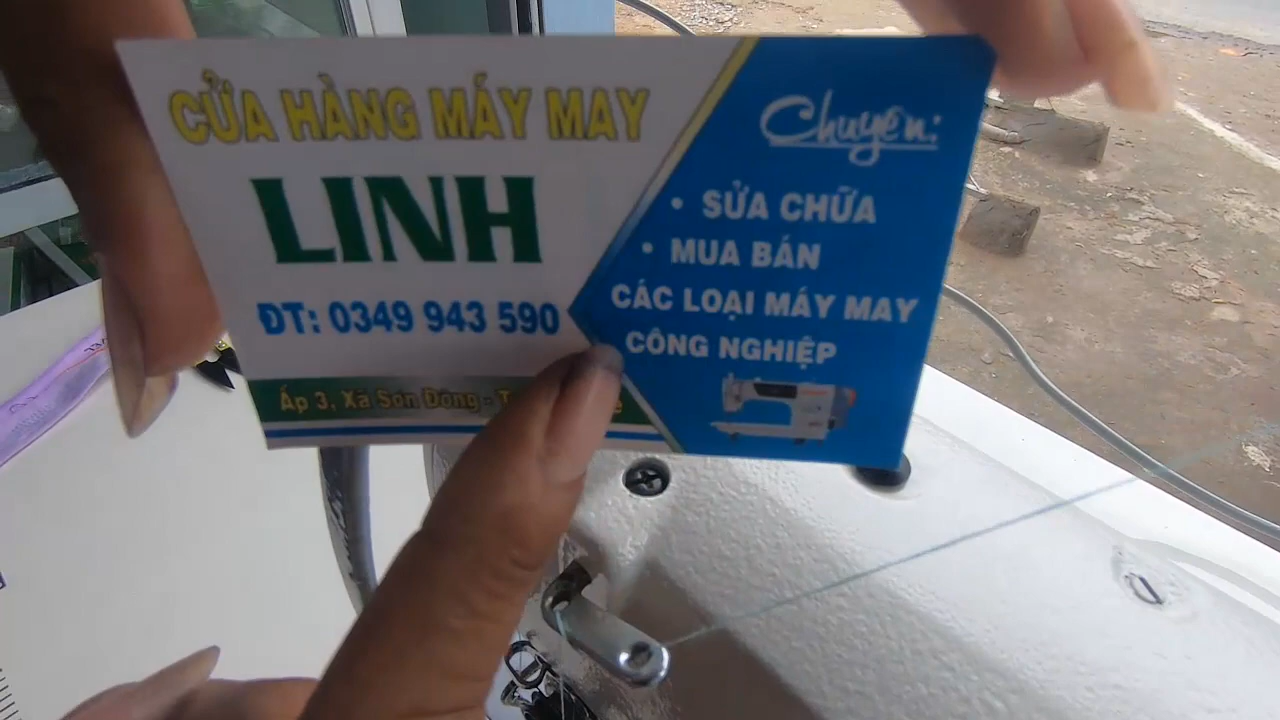 CỬA HÀNG MÁY MAY
LINH
ĐT: 0349 943 590
Ấp 3, Xã Sơn Đông -
Chuyên:
• SỬA CHỮA
• MUA BÁN
CÁC LOẠI MÁY MAY
CÔNG NGHIỆP